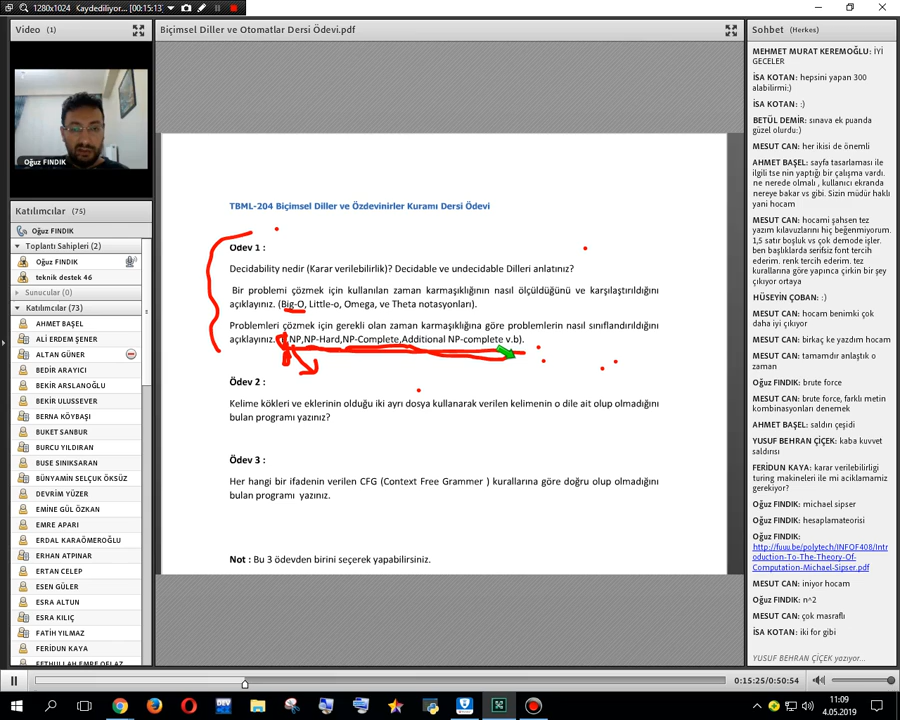 1280x1024 Kaydediliyor... [00:15:13]
Video (1)
Oğuz FINDIK
Katılımcılar (75)
Oğuz FINDIK
Toplantı Sahipleri (2)
Oğuz FINDIK
teknik destek 46
Sunucular (0)
Katılımcılar (73)
AHMET BAŞEL
ALİ ERDEM ŞENER
ALTAN GÜNER
BEDİR ARAYICI
BEKİR ARSLANOĞLU
BEKİR ULUSSEVER
BERNA KÖYBAŞI
BUKET SANBUR
BURCU YILDIRAN
BUSE SINIKSARAN
BÜNYAMİN SELÇUK ÖKSÜZ
DEVRİM YÜZER
EMİNE GÜL ÖZKAN
EMRE APARI
ERDAL KARAÖMEROĞLU
ERHAN ATPINAR
ERTAN CELEP
ESEN GÜLER
ESRA ALTUN
ESRA KILIÇ
FATİH YILMAZ
FERİDUN KAYA
FETHULLAH EMRE OFLAZ
Biçimsel Diller ve Otomatlar Dersi Ödevi.pdf
TBML-204 Biçimsel Diller ve Özdevinirler Kuramı Dersi Ödevi
Ödev 1 :
Decidability nedir (Karar verilebilirlik)? Decidable ve undecidable Dilleri anlatınız?
Bir problemi çözmek için kullanılan zaman karmaşıklığının nasıl ölçüldüğünü ve karşılaştırıldığını
açıklayınız. (Big-O, Little-o, Omega, ve Theta notasyonları).
Problemleri çözmek için gerekli olan zaman karmaşıklığına göre problemlerin nasıl sınıflandırıldığını
açıklayınız. NP,NP-Hard,NP-Complete,Additional NP-complete v.b).
Ödev 2 :
Kelime kökleri ve eklerinin olduğu iki ayrı dosya kullanarak verilen kelimenin o dile ait olup olmadığını
bulan programı yazınız?
Ödev 3 :
Her hangi bir ifadenin verilen CFG (Context Free Grammer ) kurallarına göre doğru olup olmadığını
bulan programı yazınız.
Not : Bu 3 ödevden birini seçerek yapabilirsiniz.
Sohbet (Herkes)
MEHMET MURAT KEREMOĞLU: İYİ
GECELER
İSA KOTAN: hepsini yapan 300
alabilirmi:)
İSA KOTAN: :)
BETÜL DEMİR: sınava ek puanda
güzel olurdu:)
MESUT CAN: her ikisi de önemli
AHMET BAŞEL: sayfa tasarlaması ile
ilgili tse nin yaptığı bir çalışma vardı.
ne nerede olmalı , kullanıcı ekranda
nereye bakar vs gibi. Sizin müdür haklı
yani hocam
MESUT CAN: hocami şahsen tez
yazım kılavuzlarını hiç beğenmiyorum.
1,5 satır boşluk vs çok demode işler.
ben başlıklarda serifsiz font tercih
ederim. renk tercih ederim. tez
kurallarına göre yapınca çirkin bir şey
çıkıyor ortaya
HÜSEYİN ÇOBAN: :)
MESUT CAN: hocam benimki çok
daha iyi çıkıyor
MESUT CAN: birkaç ke yazdım hocam
MESUT CAN: tamamdır anlaştık o
zaman
Oğuz FINDIK: brute force
MESUT CAN: brute force, farklı metin
kombinasyonları denemek
AHMET BAŞEL: saldırı çeşidi
YUSUF BEHRAN ÇİÇEK: kaba kuvvet
saldırısı
FERİDUN KAYA: karar verilebilirligi
turing makineleri ile mi aciklamamiz
gerekiyor?
Oğuz FINDIK: michael sipser
Oğuz FINDIK: hesaplamateorisi
Oğuz FINDIK:
http://fuuu.be/polytech/INFOF408/Intr
oduction-To-The-Theory-Of-
Computation-Michael-Sipser.pdf
MESUT CAN: iniyor hocam
Oğuz FINDIK: n^2
MESUT CAN: çok masraflı
İSA KOTAN: iki for gibi
YUSUF BEHRAN ÇİÇEK yazıyor...
0:15:25/0:50:54
DEV
11:09
4.05.2019